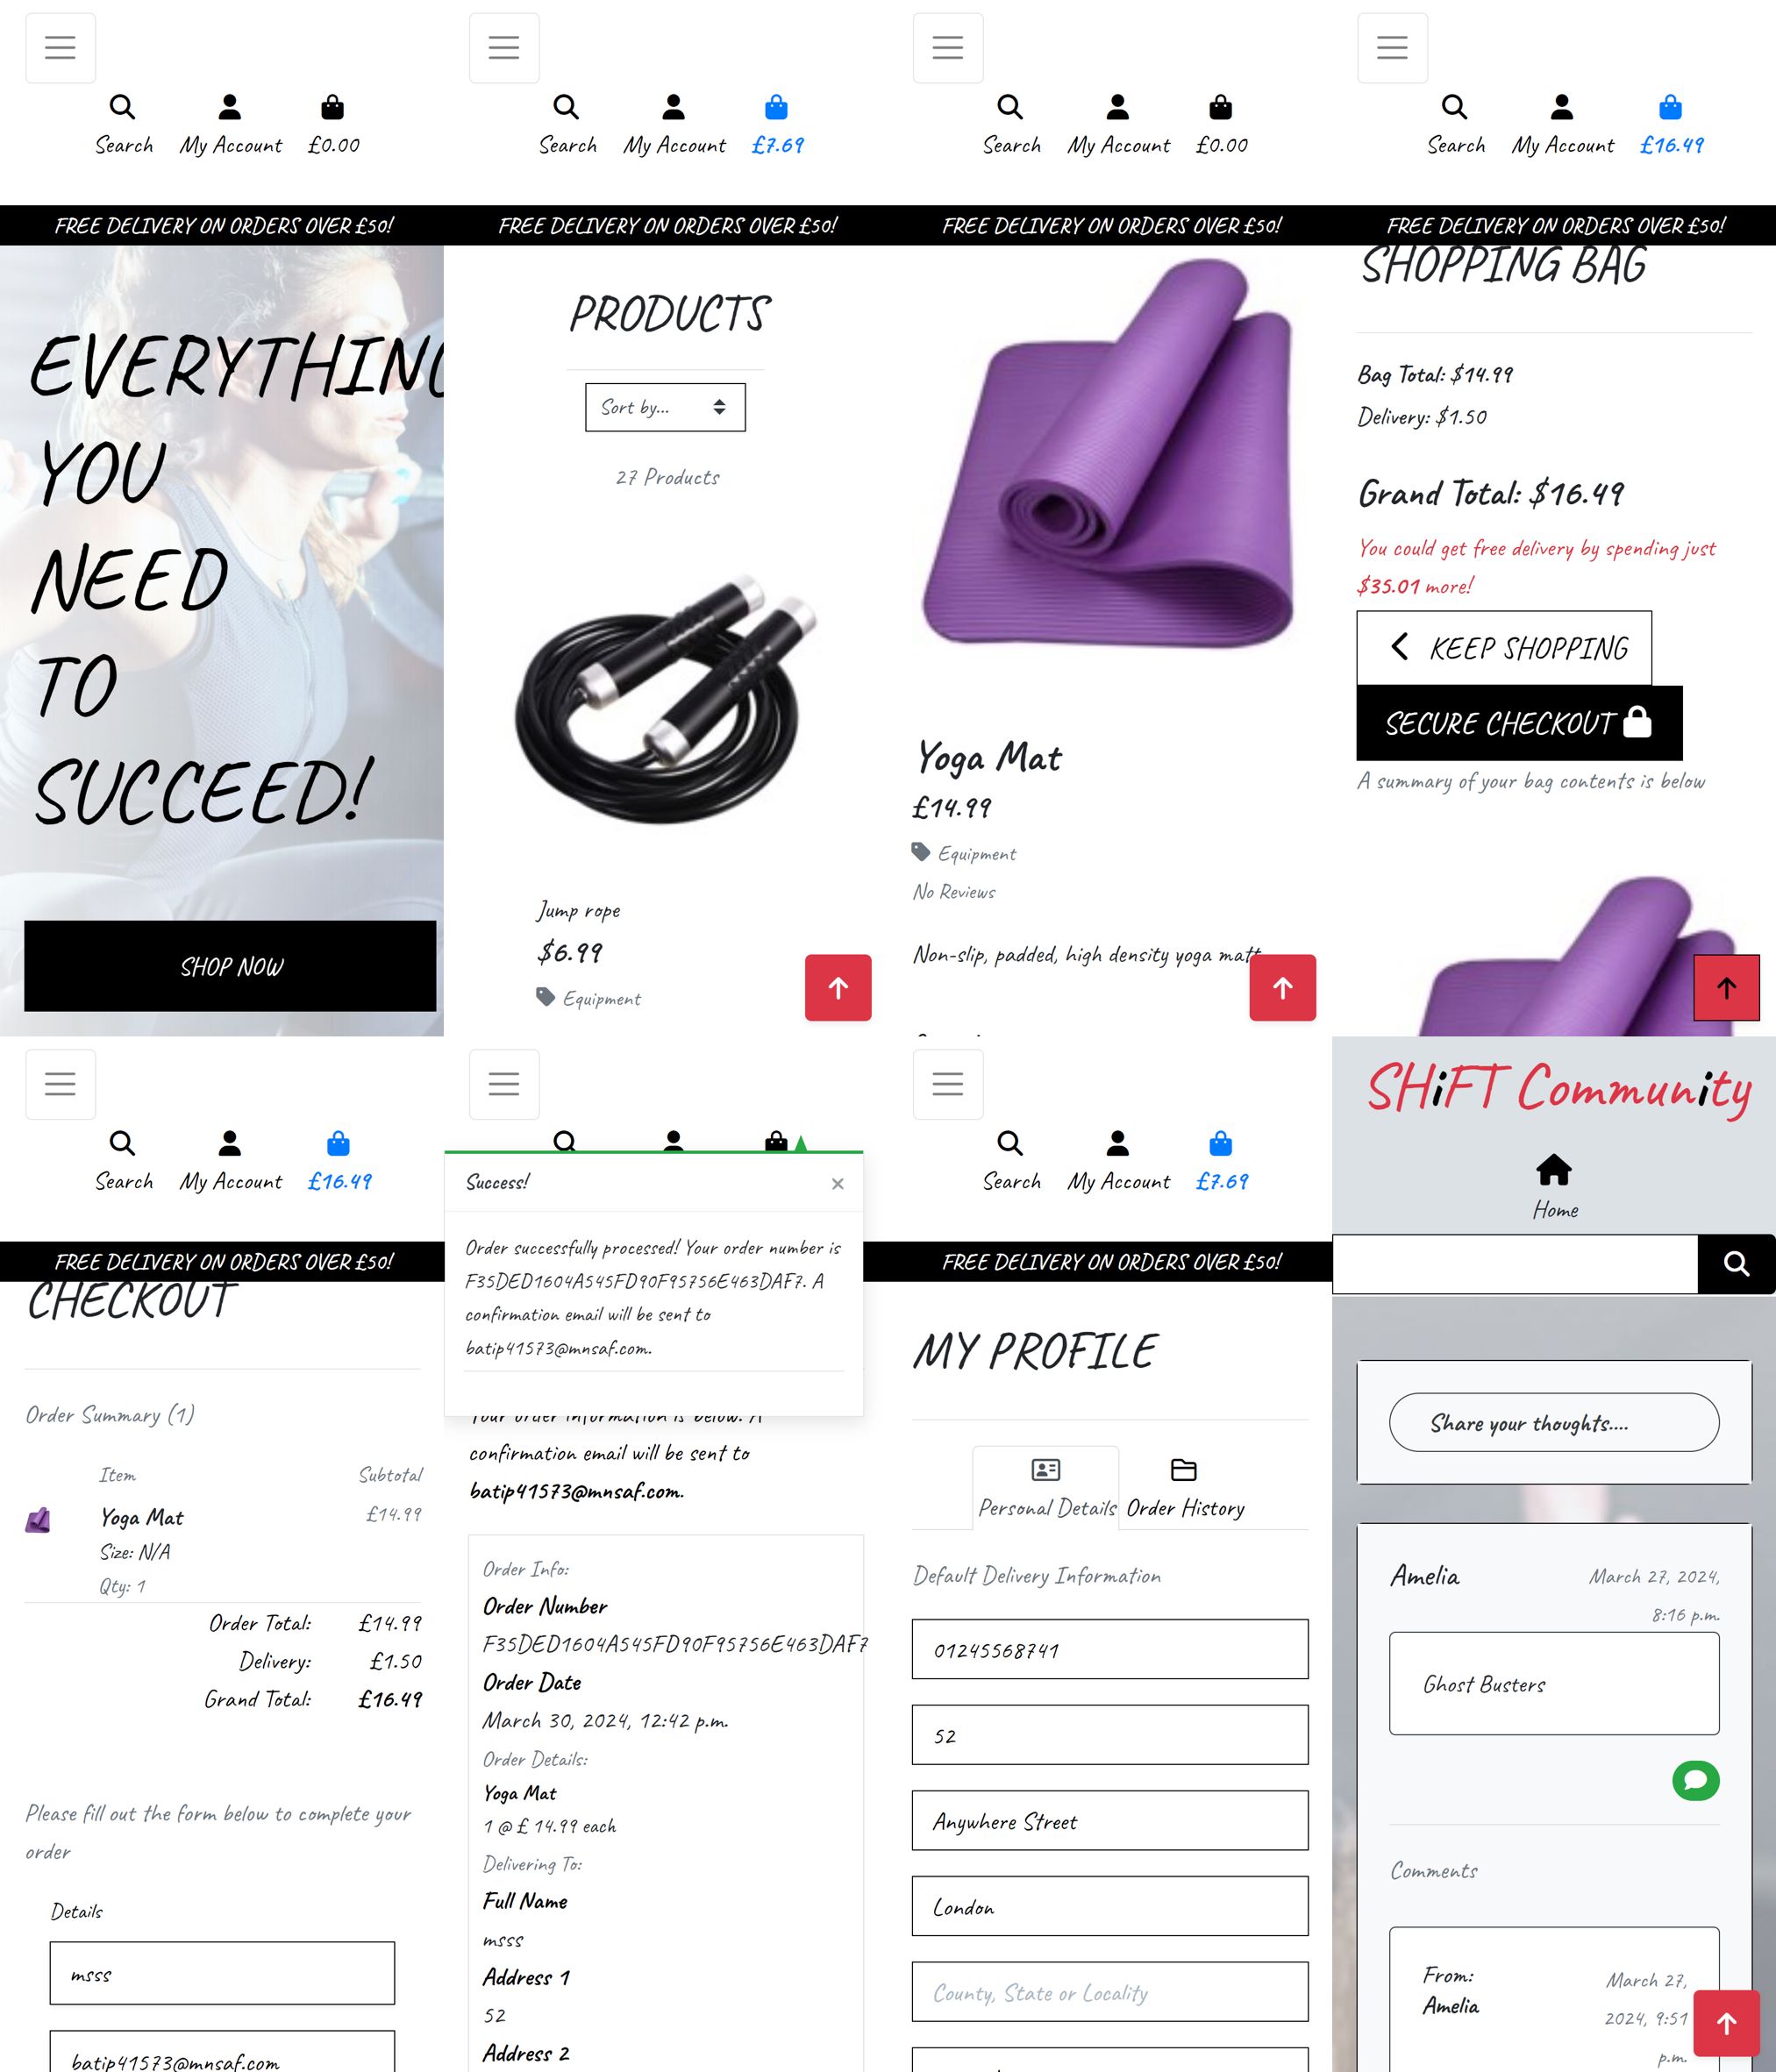 Search My Account £0.00
FREE DELIVERY ON ORDERS OVER £50!
EVERYTHING
YOU
NEED
TO
SUCCEED!
SHOP NOW
Search My Account £7.69
FREE DELIVERY ON ORDERS OVER £50!
PRODUCTS
Sort by...
27 Products
Jump rope
$6.99
Equipment
Search My Account £0.00
FREE DELIVERY ON ORDERS OVER £50!
Yoga Mat
£14.99
Equipment
No Reviews
Non-slip, padded, high density yoga matt
Search My Account £16.49
FREE DELIVERY ON ORDERS OVER £50!
SHOPPING BAG
Bag Total: $14.99
Delivery: $1.50
Grand Total: $16.49
You could get free delivery by spending just
$35.01 more!
KEEP SHOPPING
SECURE CHECKOUT
A summary of your bag contents is below
Search My Account £16.49
FREE DELIVERY ON ORDERS OVER £50!
CHECKOUT
Order Summary (1)
Item Subtotal
Yoga Mat £14.99
Size: N/A
Qty: 1
Order Total: £14.99
Delivery: £1.50
Grand Total: £16.49
Please fill out the form below to complete your
order
Details
msss
batip41573@mnsaf.com
Success!
Order successfully processed! Your order number is
F35DED1604A545FD90F95756E463DAF7. A
confirmation email will be sent to
batip41573@mnsaf.com.
Your order information is below. A
confirmation email will be sent to
batip41573@mnsaf.com.
Order Info:
Order Number
F35DED1604A545FD90F95756E463DAF7
Order Date
March 30, 2024, 12:42 p.m.
Order Details:
Yoga Mat
1 @ £ 14.99 each
Delivering To:
Full Name
msss
Address 1
52
Address 2
Search My Account £7.69
FREE DELIVERY ON ORDERS OVER £50!
MY PROFILE
Personal Details Order History
Default Delivery Information
01245568741
52
Anywhere Street
London
County, State or Locality
SHiFT Community
Home
Share your thoughts....
Amelia March 27, 2024,
8:16 p.m.
Ghost Busters
Comments
From: March 27,
Amelia 2024, 9:51
p.m.